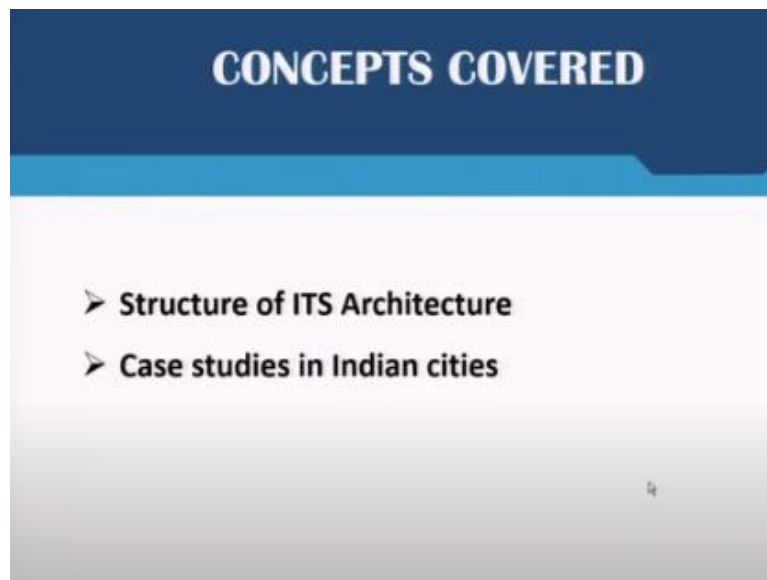 CONCEPTS COVERED
Structure of ITS Architecture
Case studies in Indian cities